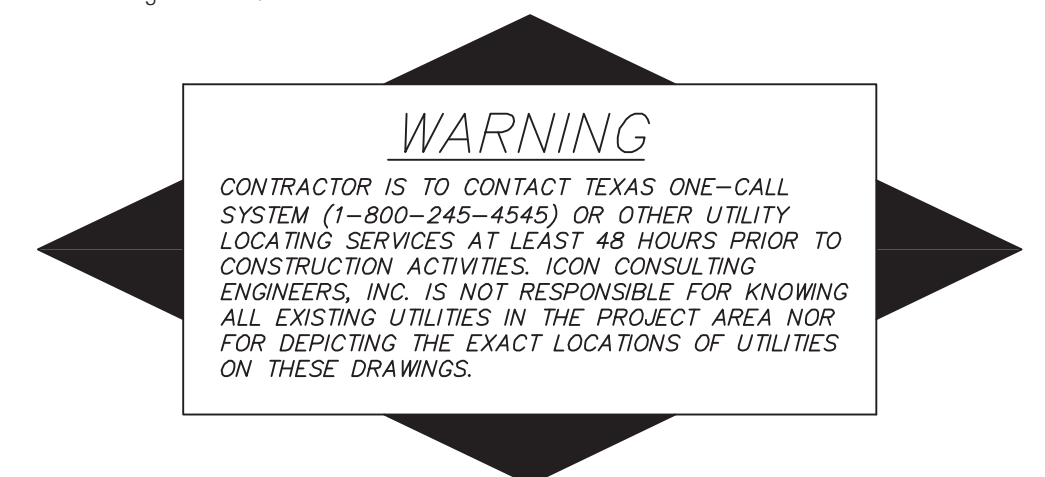 WARNING
CONTRACTOR IS TO CONTACT TEXAS ONE-CALL
SYSTEM (1-800-245-4545) OR OTHER UTILITY
LOCATING SERVICES AT LEAST 48 HOURS PRIOR TO
CONSTRUCTION ACTIVITIES. ICON CONSULTING
ENGINEERS, INC. IS NOT RESPONSIBLE FOR KNOWING
ALL EXISTING UTILITIES IN THE PROJECT AREA NOR
FOR DEPICTING THE EXACT LOCATIONS OF UTILITIES
ON THESE DRAWINGS.